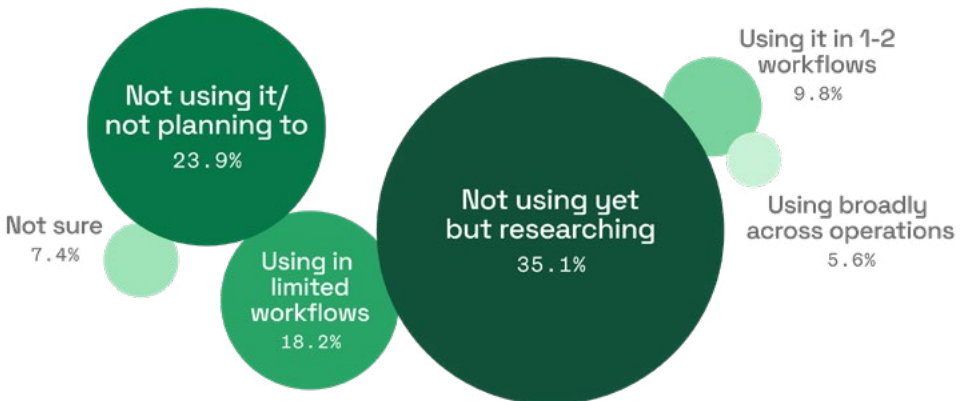 Not using it/
not planning to
23.9%
Not sure
7.4%
Using in
limited
workflows
18.2%
Not using yet
but researching
35.1%
Using it in 1-2
workflows
9.8%
Using broadly
across operations
5.6%